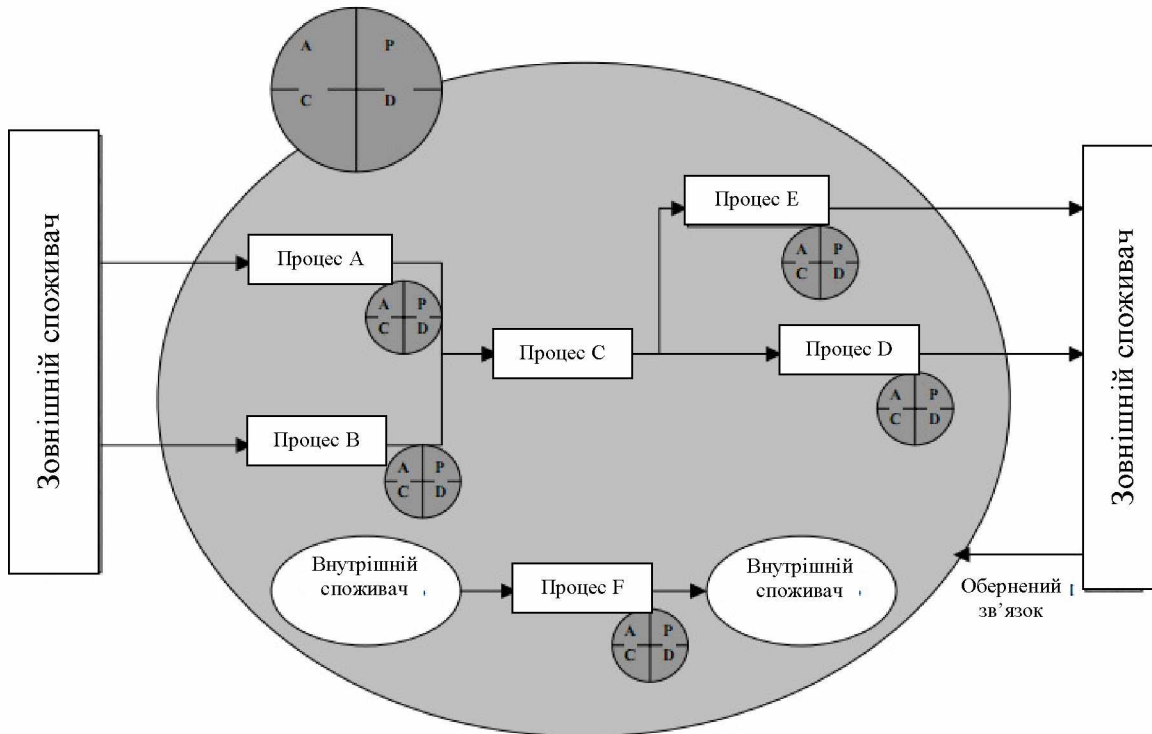 A P
C D
Зовнішній споживач
Процес E
A P
C D
Процес A
A P
C D
Процес C
Процес D
A P
C D
Процес B
A P
C D
Внутрішній
споживач
Процес F
A P
C D
Внутрішній
споживач
Обернений
зв’язок
Зовнішній споживач